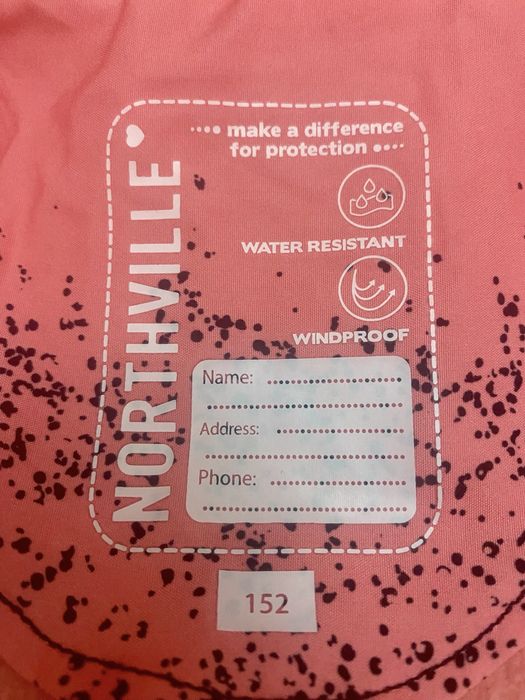 NORTHVILLE
make a difference
for protection
WATER RESISTANT
WINDPROOF
Name:
Address:
Phone:
152